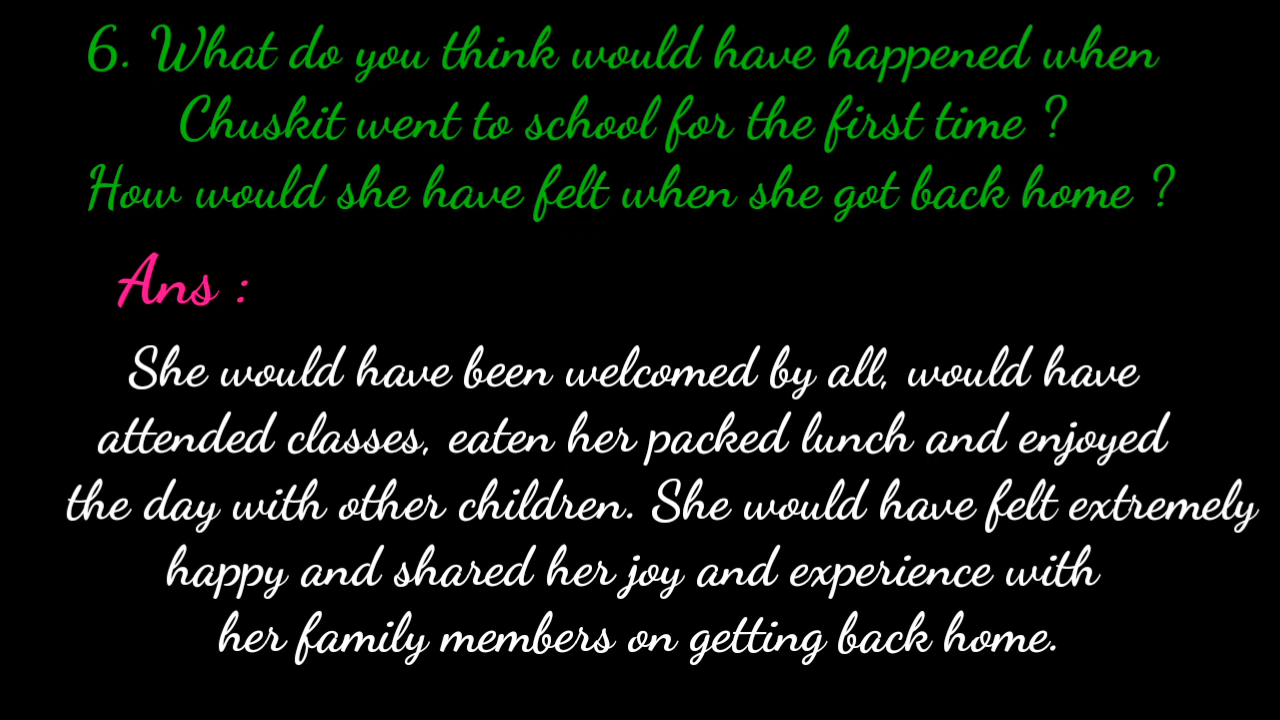 6. What do you think would have happened when
Chuskit went to school for the first time ?
How would she have felt when she got back home ?
Ans :
She would have been welcomed by all, would have
attended classes, eaten her packed lunch and enjoyed
the day with other children. She would have felt extremely
happy and shared her joy and experience with
her family members on getting back home.